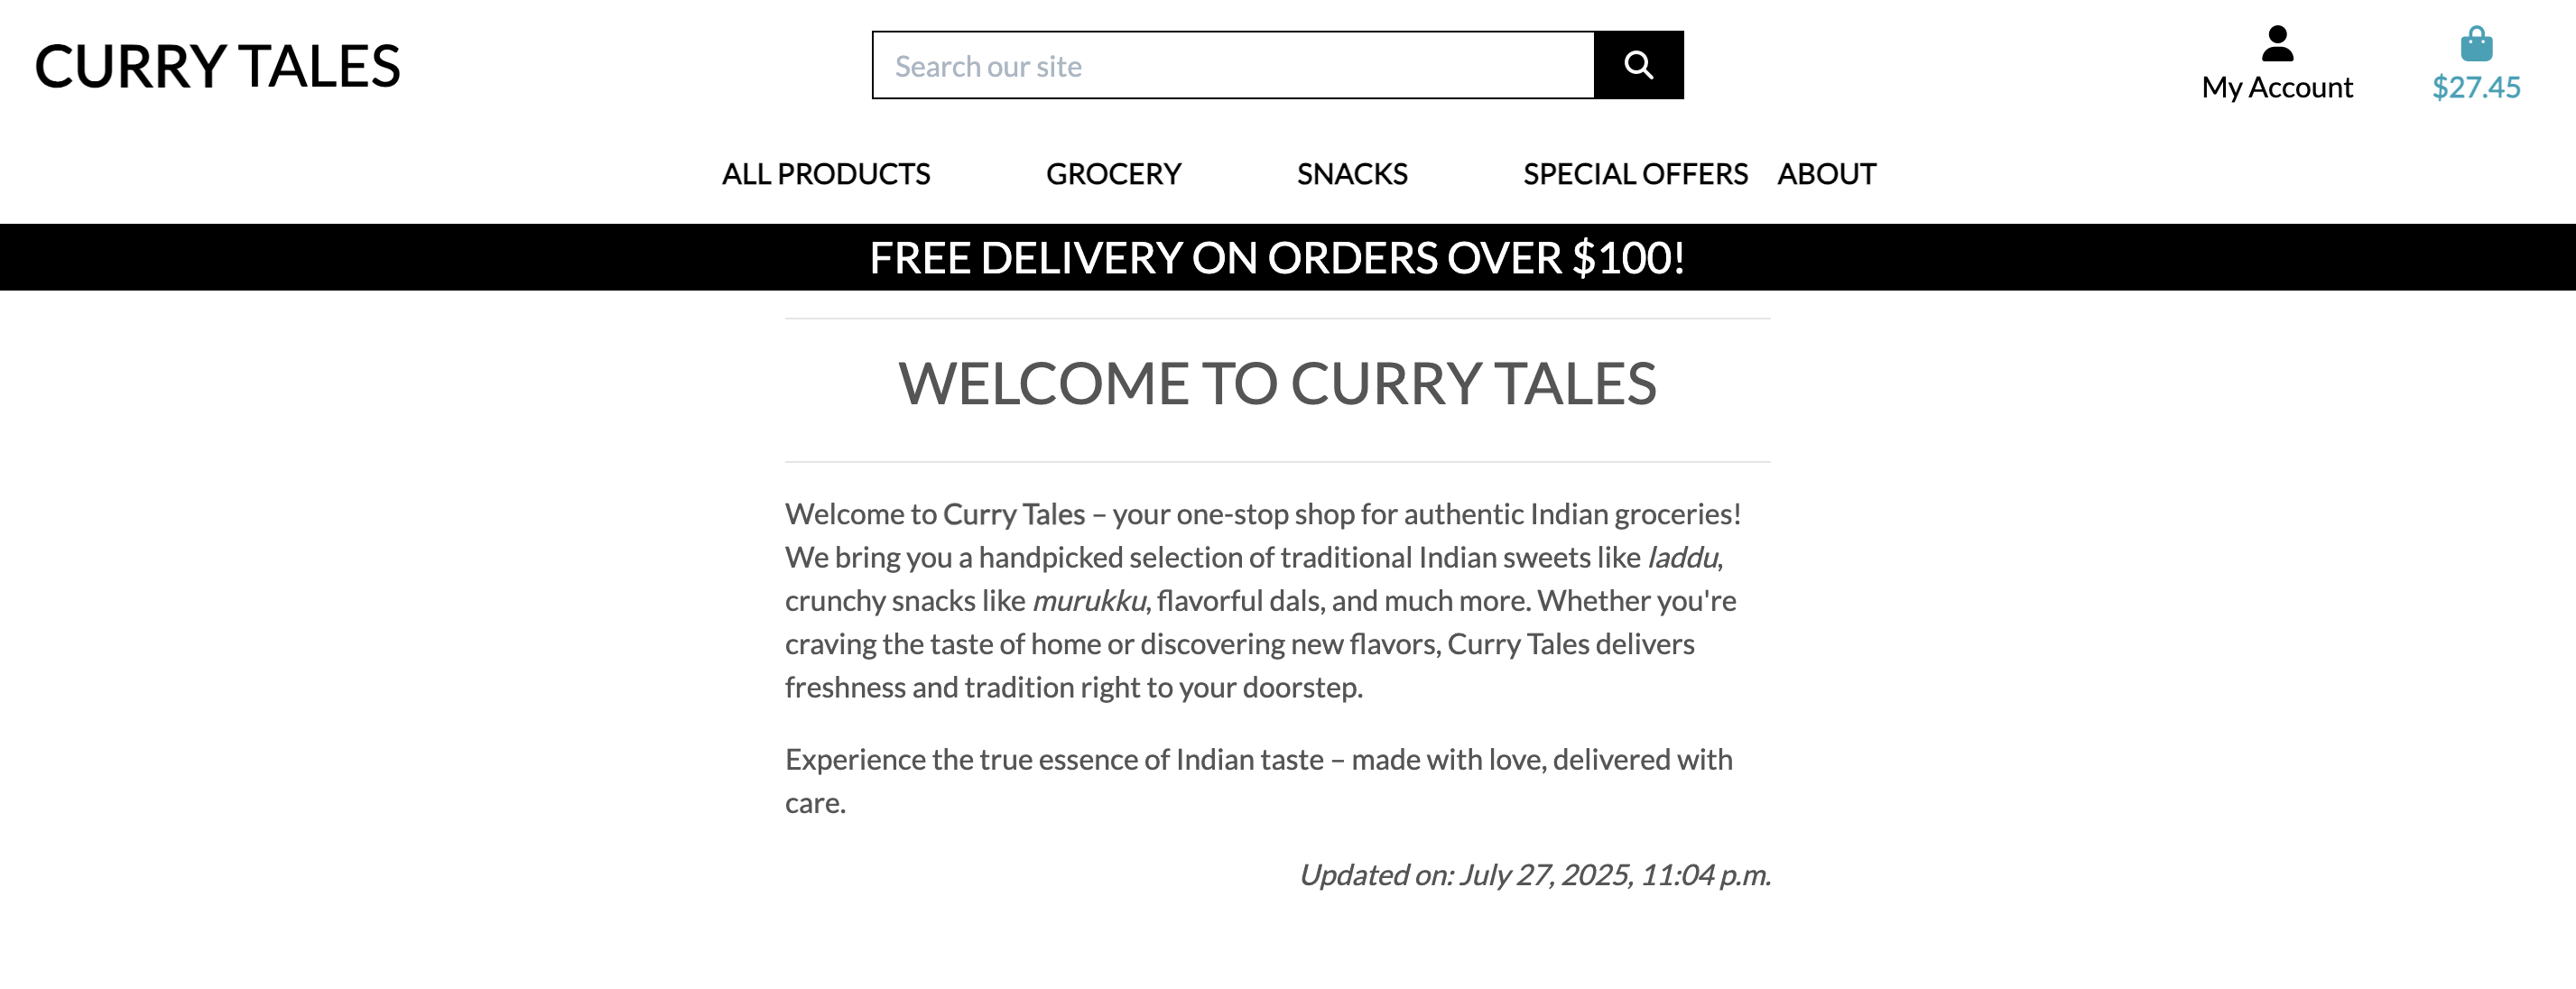 CURRY TALES
Search our site
My Account
$27.45
ALL PRODUCTS
GROCERY
SNACKS
SPECIAL OFFERS
ABOUT
FREE DELIVERY ON ORDERS OVER $100!
WELCOME TO CURRY TALES
Welcome to Curry Tales – your one-stop shop for authentic Indian groceries!
We bring you a handpicked selection of traditional Indian sweets like laddu,
crunchy snacks like murukku, flavorful dals, and much more. Whether you're
craving the taste of home or discovering new flavors, Curry Tales delivers
freshness and tradition right to your doorstep.
Experience the true essence of Indian taste – made with love, delivered with
care.
Updated on: July 27, 2025, 11:04 p.m.